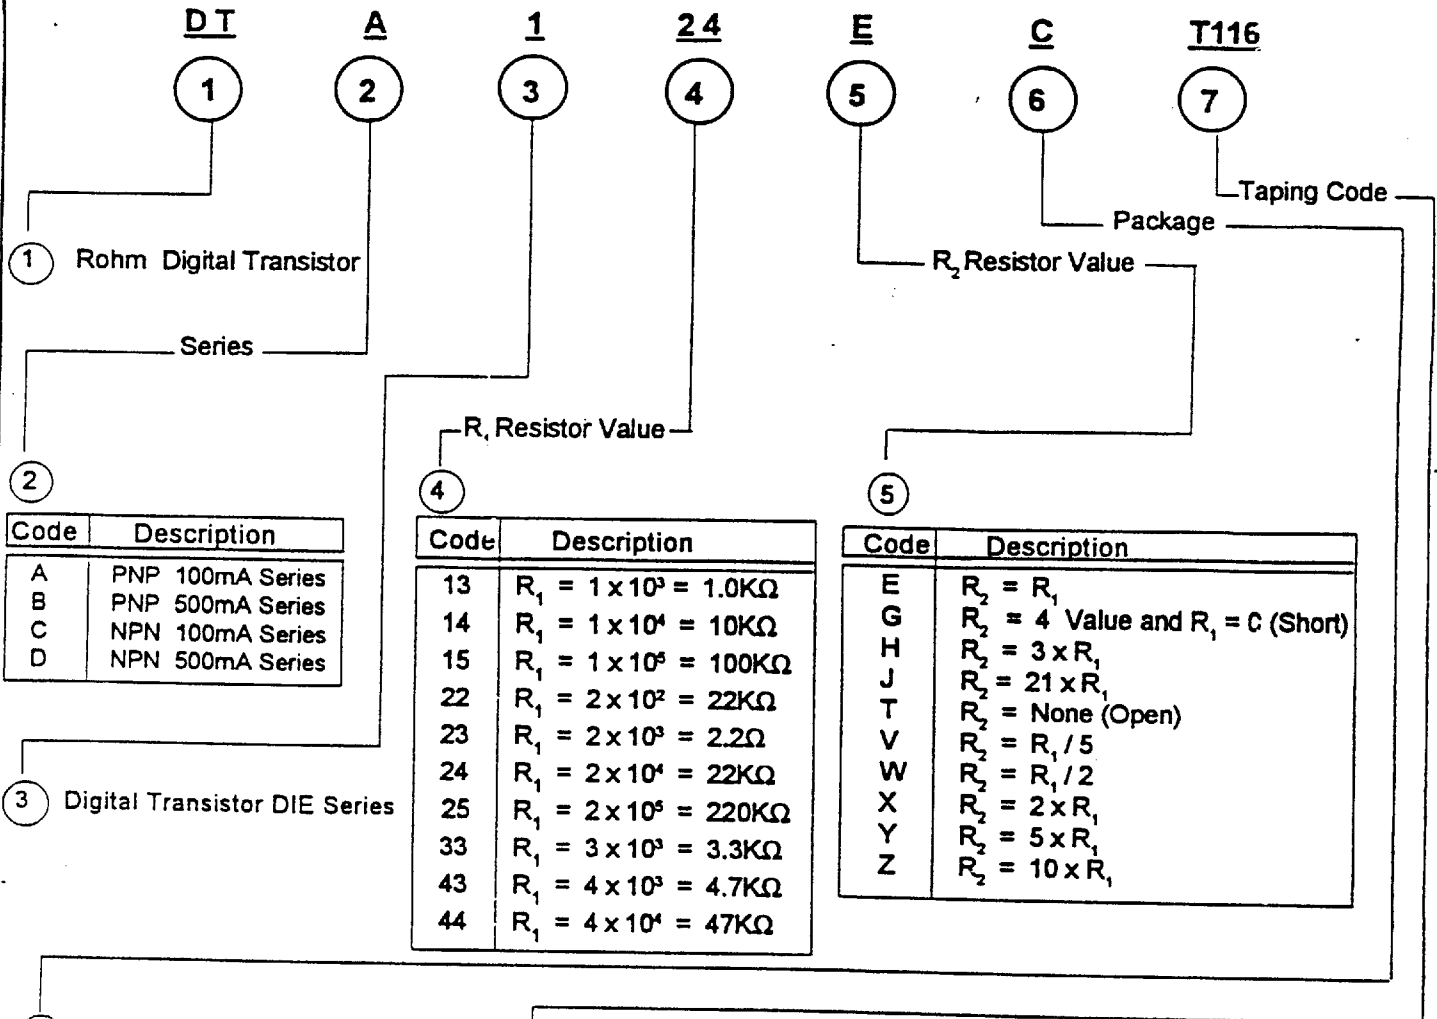 DT A 1 24 E C T116
1 2 3 4 5 6 7
Taping Code
Package
1 Rohm Digital Transistor
R₂ Resistor Value
Series
R₁ Resistor Value
2
4
5
Code Description
A PNP 100mA Series
B PNP 500mA Series
C NPN 100mA Series
D NPN 500mA Series
3 Digital Transistor DIE Series
Code Description
13 R₁ = 1 x 10³ = 1.0KΩ
14 R₁ = 1 x 10⁴ = 10KΩ
15 R₁ = 1 x 10⁵ = 100KΩ
22 R₁ = 2 x 10² = 22KΩ
23 R₁ = 2 x 10³ = 2.2Ω
24 R₁ = 2 x 10⁴ = 22KΩ
25 R₁ = 2 x 10⁵ = 220KΩ
33 R₁ = 3 x 10³ = 3.3KΩ
43 R₁ = 4 x 10³ = 4.7KΩ
44 R₁ = 4 x 10⁴ = 47KΩ
Code Description
E R₂ = R₁
G R₂ = 4 Value and R₁ = C (Short)
H R₂ = 3 x R₁
J R₂ = 21 x R₁
T R₂ = None (Open)
V R₂ = R₁ / 5
W R₂ = R₁ / 2
X R₂ = 2 x R₁
Y R₂ = 5 x R₁
Z R₂ = 10 x R₁